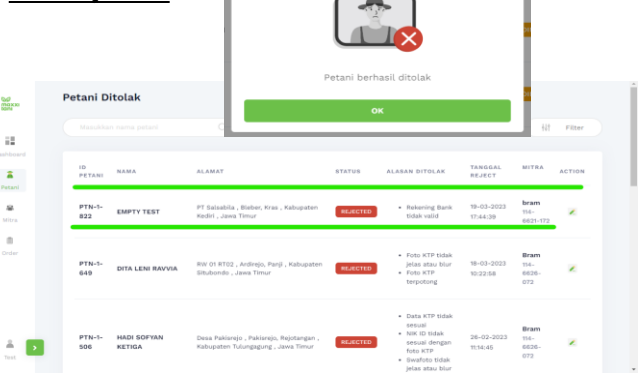 Petani berhasil ditolak
OK
Petani Ditolak
Masukkan nama petani
Filter
Dashboard
Petani
Mitra
Order
Test
ID PETANI NAMA ALAMAT STATUS ALASAN DITOLAK TANGGAL REJECT MITRA ACTION
PTN-1-822 EMPTY TEST PT Salsabila , Bleber, Kras , Kabupaten Kediri , Jawa Timur REJECTED • Rekening Bank tidak valid 18-03-2023 17:44:39 bram 114-6621-172
PTN-1-649 DITA LENI RAVVIA RW 01 RT02 , Ardirejo, Panji , Kabupaten Situbondo , Jawa Timur REJECTED • Foto KTP tidak jelas atau blur • Foto KTP terpotong 18-03-2023 10:22:58 Bram 114-6626-072
PTN-1-506 HADI SOFYAN KETIGA Desa Pakisrejo , Pakisrejo, Rejotangan , Kabupaten Tulungagung , Jawa Timur REJECTED • Data KTP tidak sesuai • NIK ID tidak sesuai dengan foto KTP • Swafoto tidak jelas atau blur 26-02-2023 11:14:45 Bram 114-6626-072